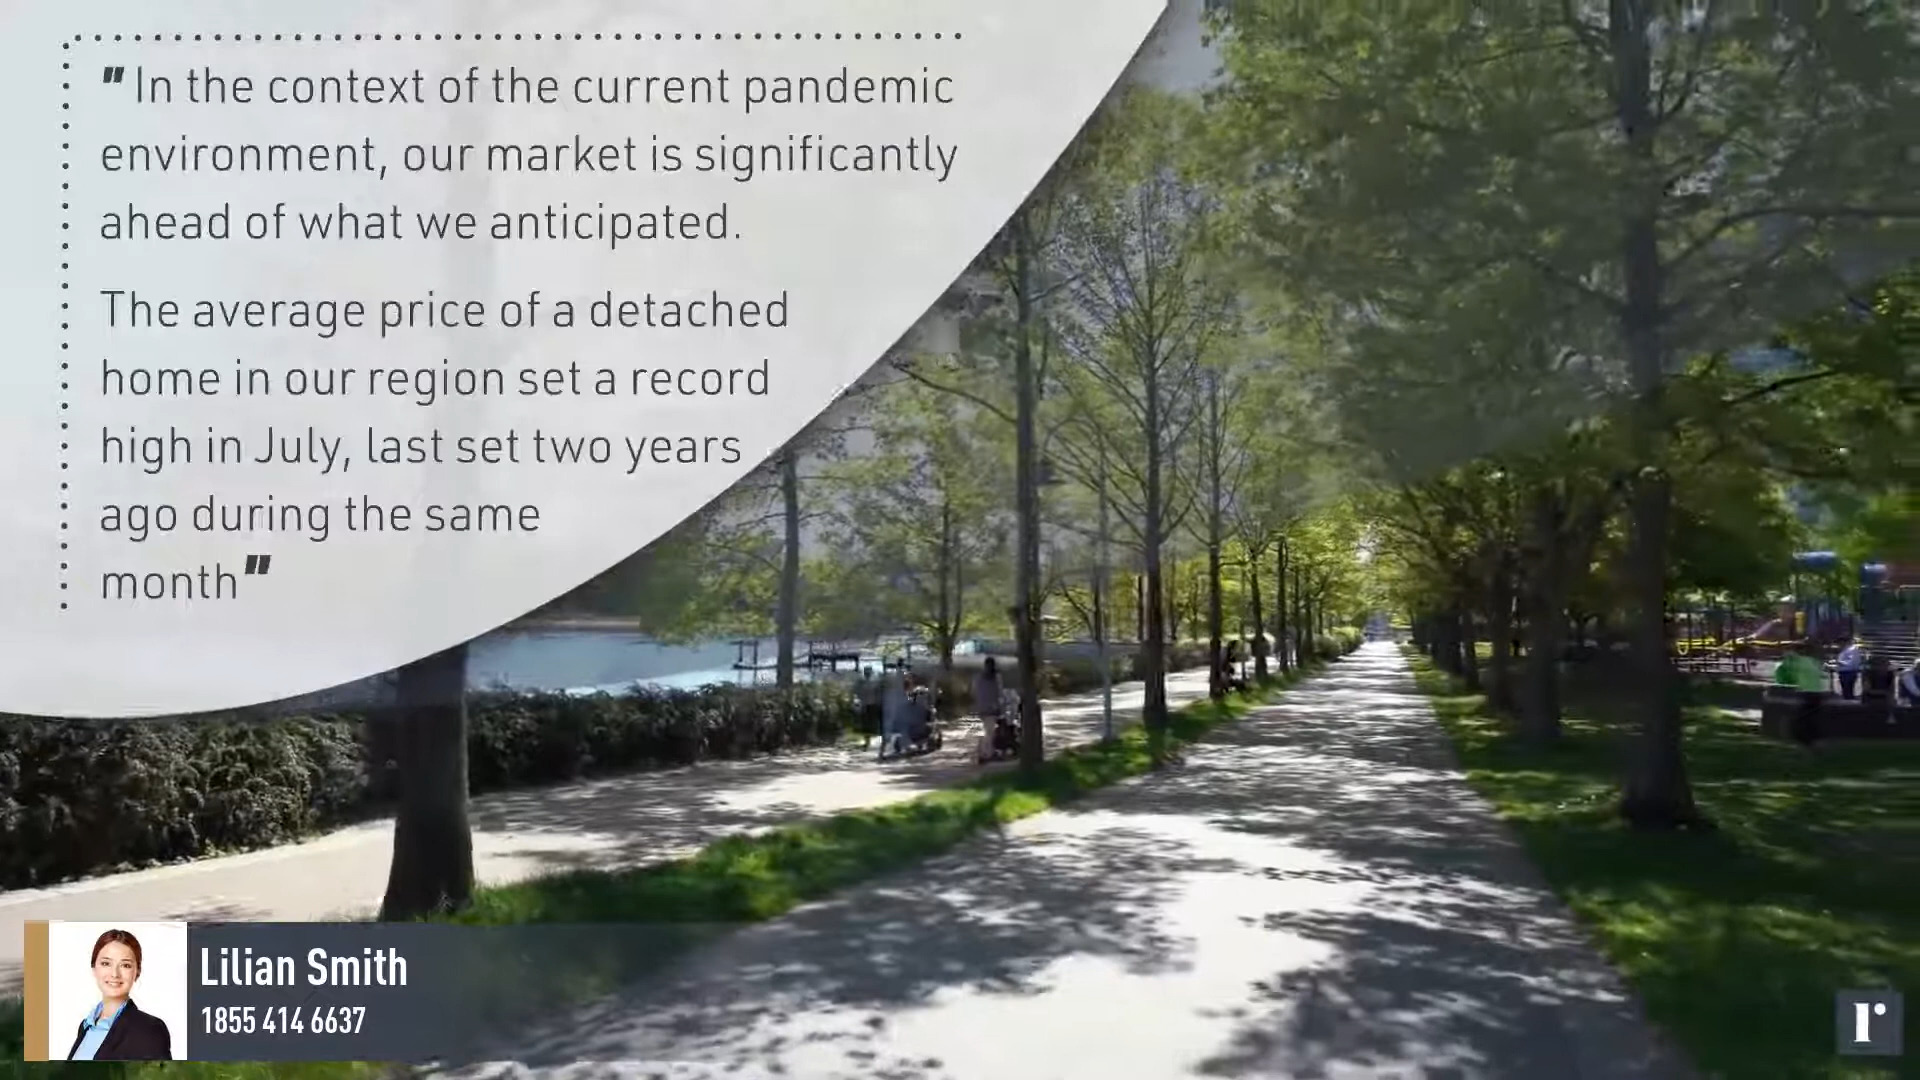 "In the context of the current pandemic
environment, our market is significantly
ahead of what we anticipated.
The average price of a detached
home in our region set a record
high in July, last set two years
ago during the same
month"
Lilian Smith
1855 414 6637
r